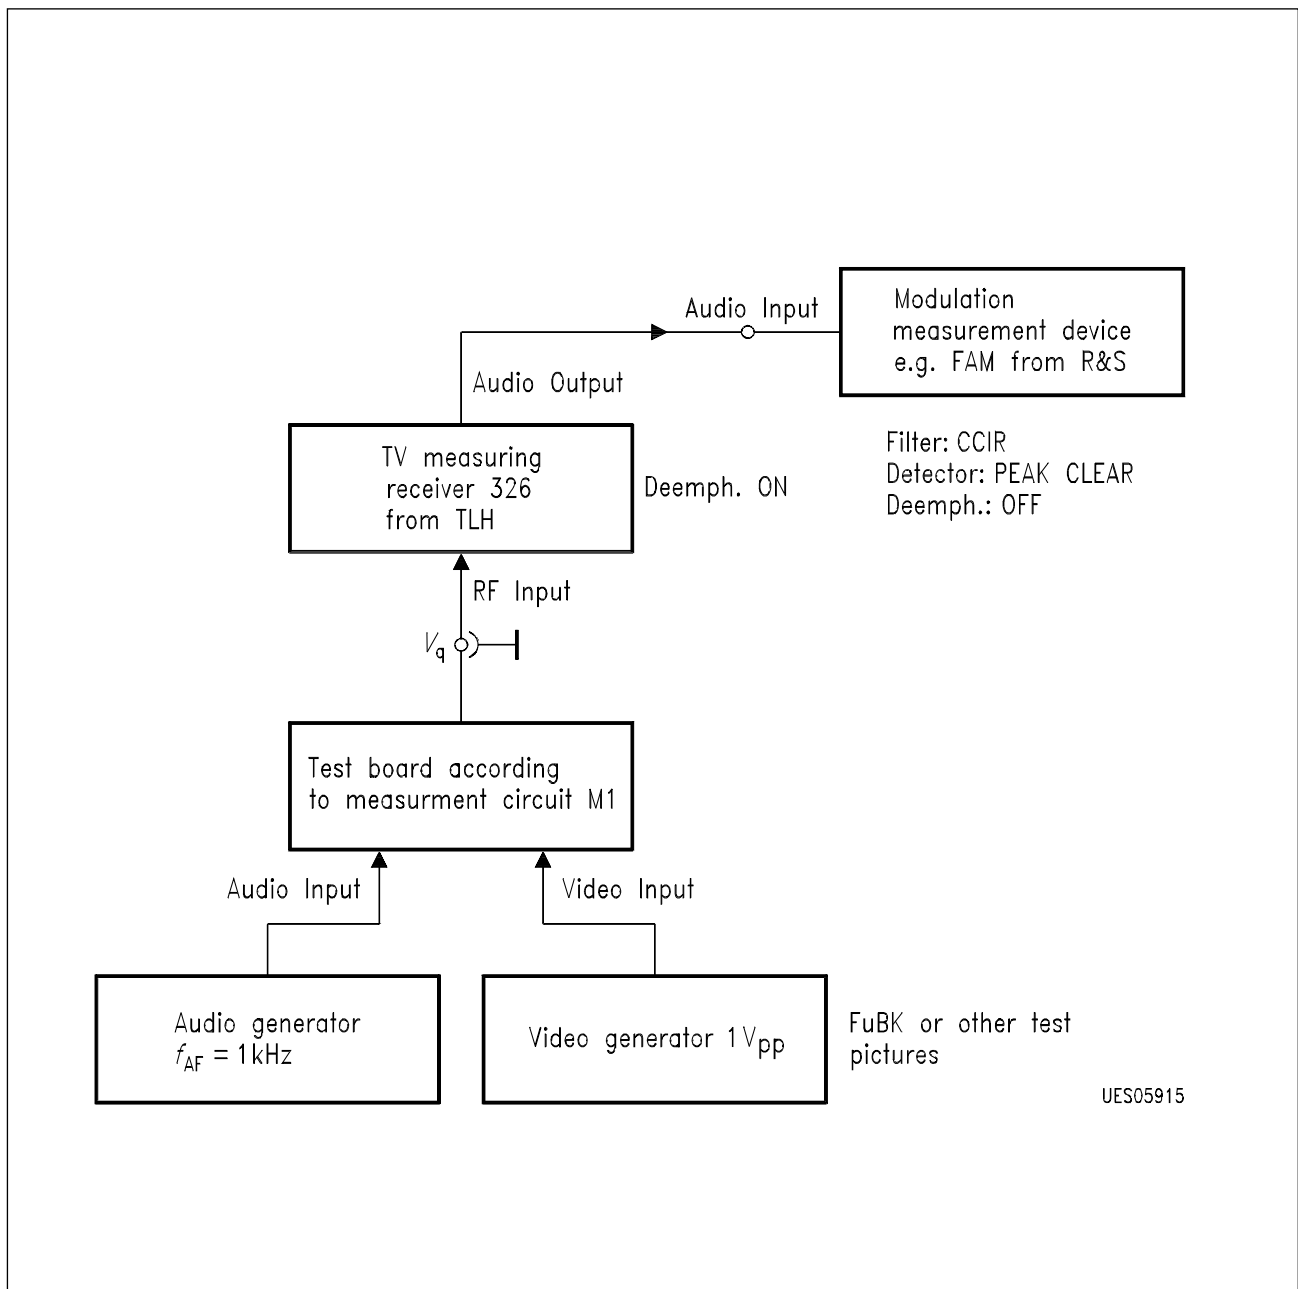 Modulation
measurement device
e.g. FAM from R&S
Audio Input
Audio Output
Filter: CCIR
Detector: PEAK CLEAR
Deemph.: OFF
TV measuring
receiver 326
from TLH
Deemph. ON
RF Input
Vq
Test board according
to measurment circuit M1
Audio Input
Video Input
Audio generator
fAF = 1kHz
Video generator 1Vpp
FuBK or other test
pictures
UES05915